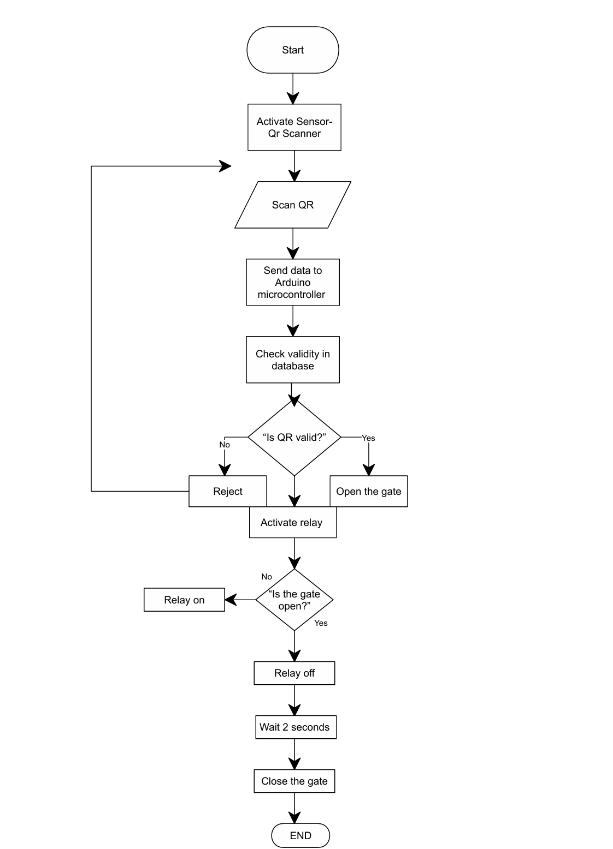 Start
Activate Sensor-
Qr Scanner
Scan QR
Send data to
Arduino
microcontroller
Check validity in
database
“Is QR valid?”
No
Yes
Reject
Open the gate
Activate relay
No
“Is the gate
open?”
Relay on
Yes
Relay off
Wait 2 seconds
Close the gate
END